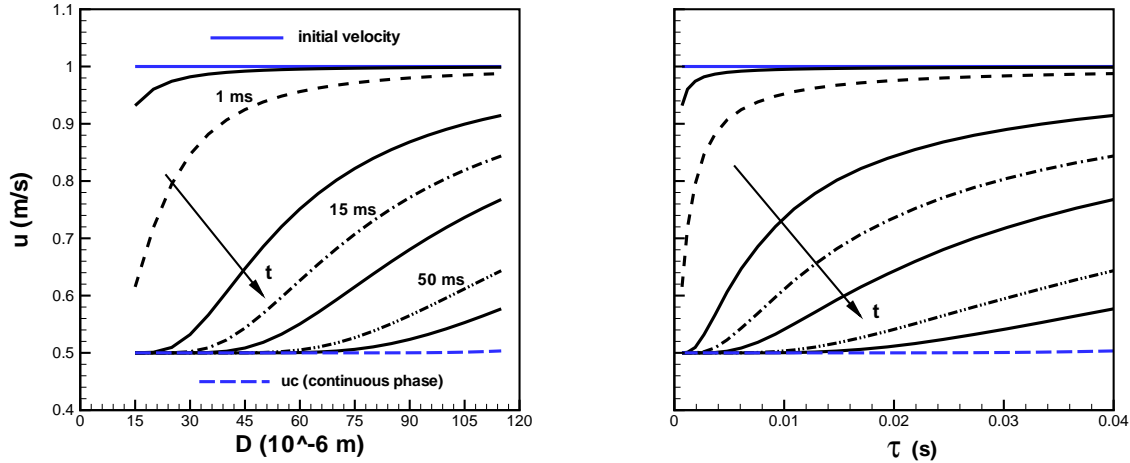 1.1
1
0.9
0.8
0.7
0.6
0.5
0.4
u (m/s)
initial velocity
1 ms
15 ms
50 ms
t
uc (continuous phase)
0 15 30 45 60 75 90 105 120
D (10^-6 m)
t
0 0.01 0.02 0.03 0.04
τ (s)